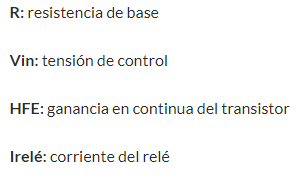 R: resistencia de base
Vin: tensión de control
HFE: ganancia en continua del transistor
Irelé: corriente del relé